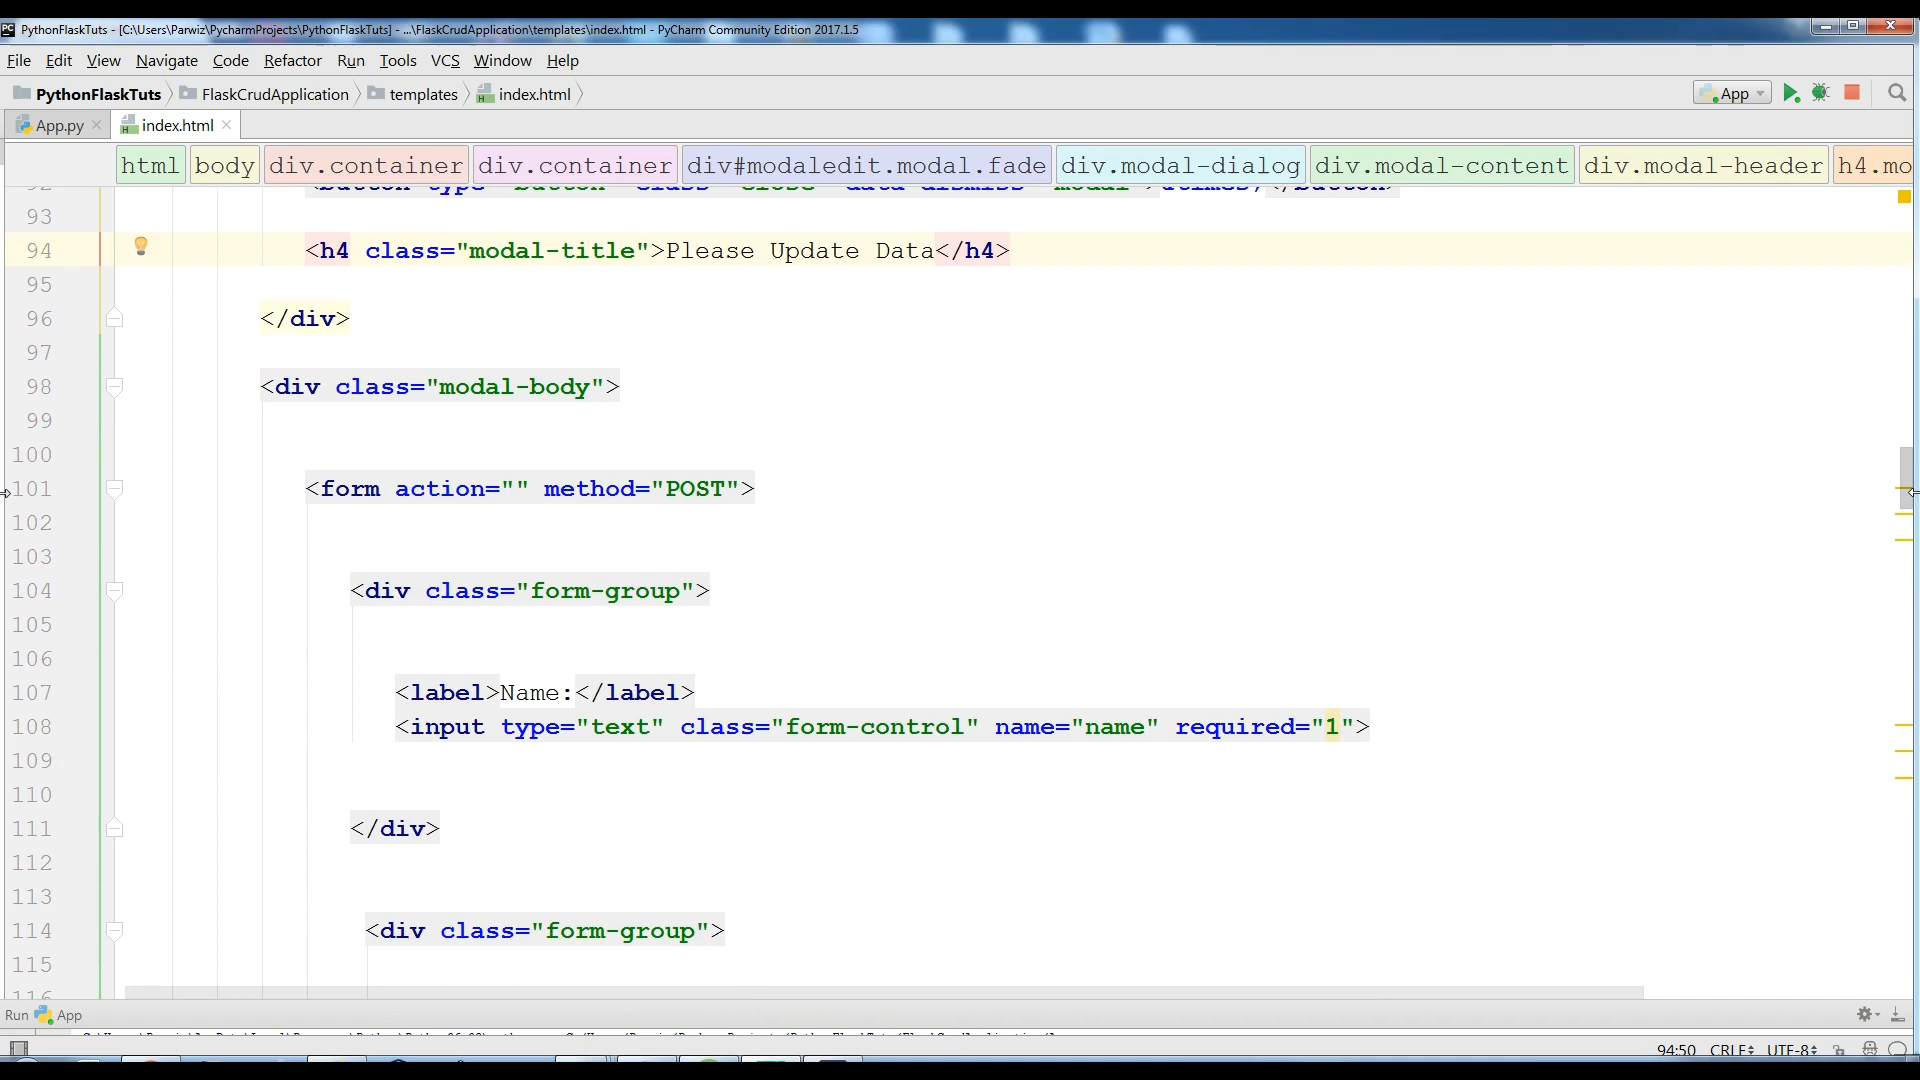 PythonFlaskTuts - [C:\Users\Parwiz\PycharmProjects\PythonFlaskTuts] - ...\FlaskCrudApplication\templates\index.html - PyCharm Community Edition 2017.1.5
File Edit View Navigate Code Refactor Run Tools VCS Window Help
PythonFlaskTuts FlaskCrudApplication templates index.html App
App.py index.html
html body div.container div.container div#modaledit.modal.fade div.modal-dialog div.modal-content div.modal-header h4.mo
93
94 <h4 class="modal-title">Please Update Data</h4>
95
96 </div>
97
98 <div class="modal-body">
99
100
101 <form action="" method="POST">
102
103
104 <div class="form-group">
105
106
107 <label>Name:</label>
108 <input type="text" class="form-control" name="name" required="1">
109
110
111 </div>
112
113
114 <div class="form-group">
115
116
Run App
94:50 CRLF UTF-8